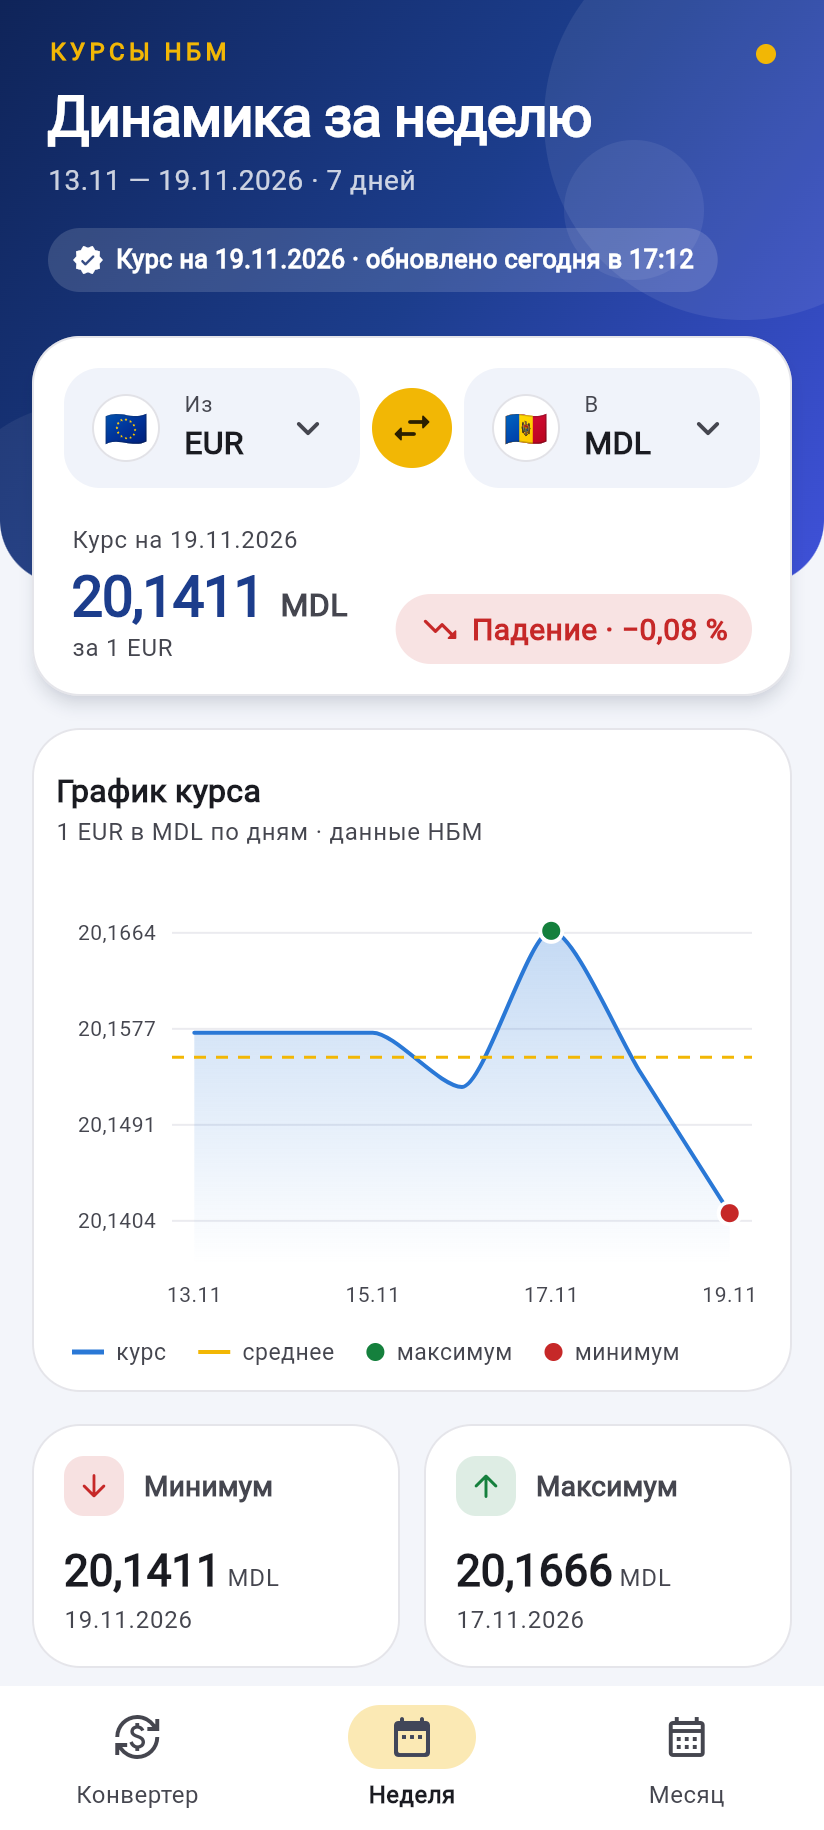 КУРСЫ НБМ
Динамика за неделю
13.11 — 19.11.2026 · 7 дней
Курс на 19.11.2026 · обновлено сегодня в 17:12
Из
EUR
В
MDL
Курс на 19.11.2026
20,1411 MDL
за 1 EUR
Падение · −0,08 %
График курса
1 EUR в MDL по дням · данные НБМ
20,1664
20,1577
20,1491
20,1404
13.11 15.11 17.11 19.11
курс среднее максимум минимум
Минимум
20,1411 MDL
19.11.2026
Максимум
20,1666 MDL
17.11.2026
Конвертер Неделя Месяц